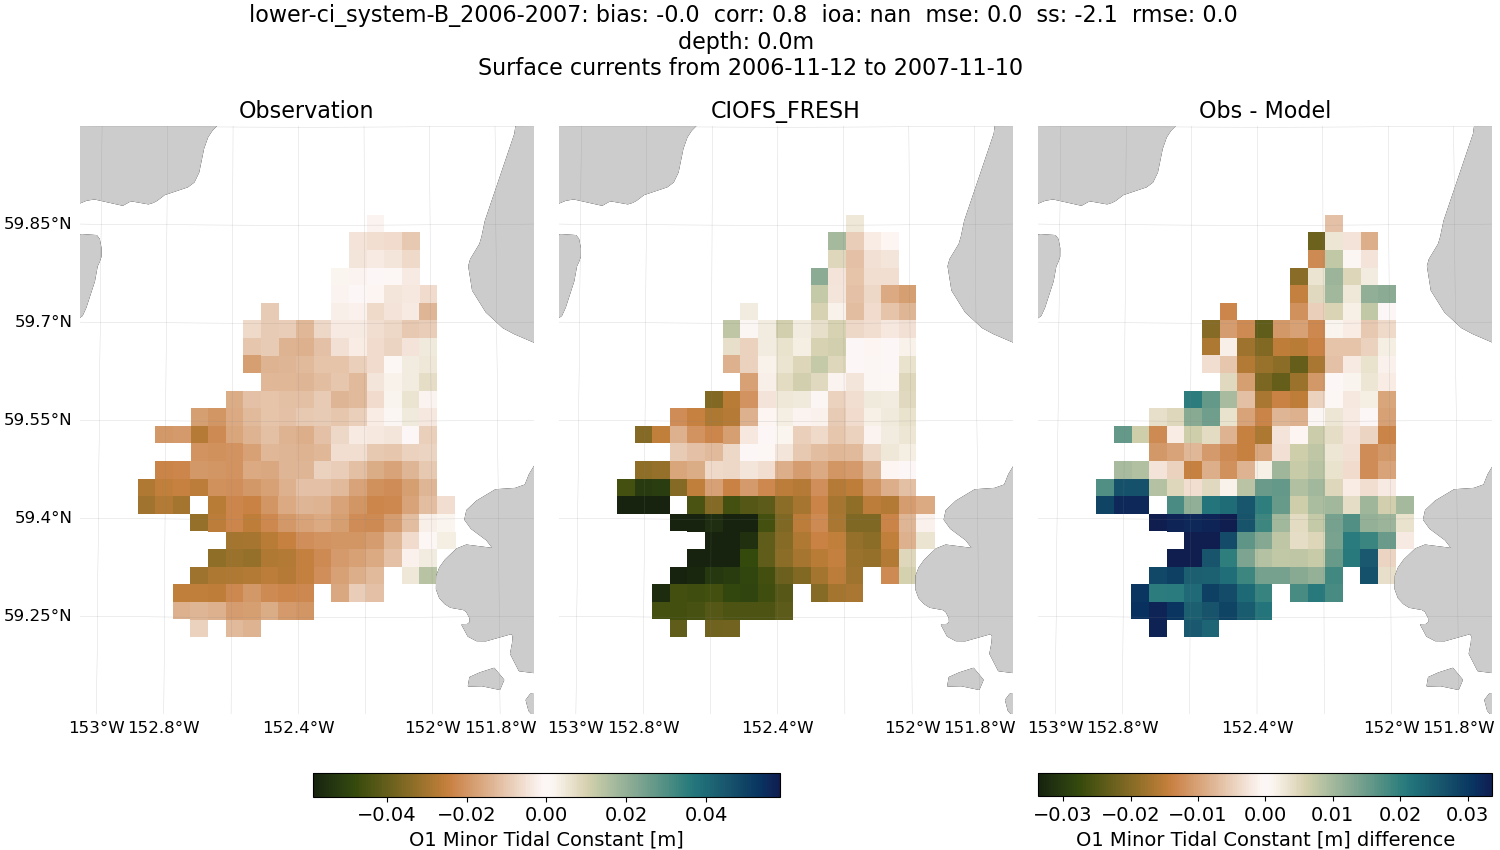 lower-ci_system-B_2006-2007: bias: -0.0  corr: 0.8  ioa: nan  mse: 0.0  ss: -2.1  rmse: 0.0
depth: 0.0m
Surface currents from 2006-11-12 to 2007-11-10
Observation
CIOFS_FRESH
Obs - Model
59.85°N
59.7°N
59.55°N
59.4°N
59.25°N
153°W 152.8°W 152.4°W 152°W 151.8°W
153°W 152.8°W 152.4°W 152°W 151.8°W
153°W 152.8°W 152.4°W 152°W 151.8°W
−0.04 −0.02 0.00 0.02 0.04
O1 Minor Tidal Constant [m]
−0.03 −0.02 −0.01 0.00 0.01 0.02 0.03
O1 Minor Tidal Constant [m] difference